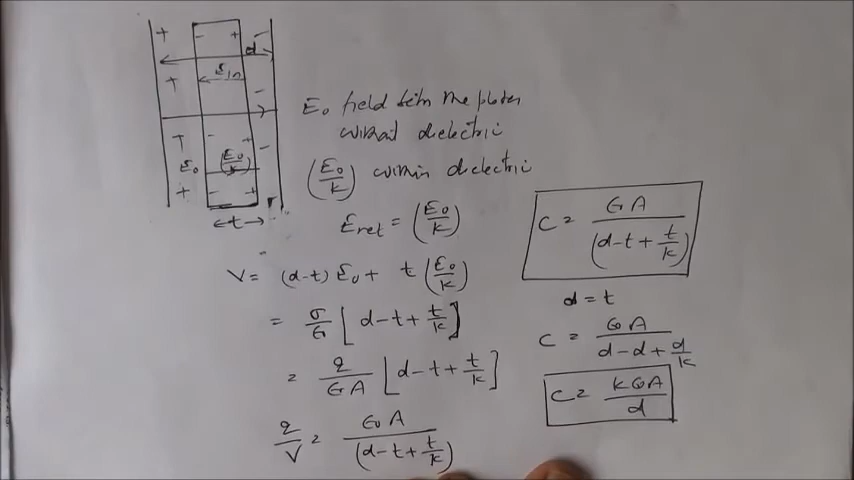 + - + -
d
+ E_in -
+ - + -
E₀ (E₀/k)
+ - +
←t→
E₀ field b/w the plates
without dielectric
(E₀/k) within dielectric
E_net = (E₀/k)
V = (d-t) E₀ + t (E₀/k)
= σ/ε₀ [d-t+t/k]
= q/ε₀A [d-t+t/k]
q/V = ε₀A/(d-t+t/k)
C = ε₀A/(d-t+t/k)
d = t
C = ε₀A/(d-d+d/k)
C = kε₀A/d